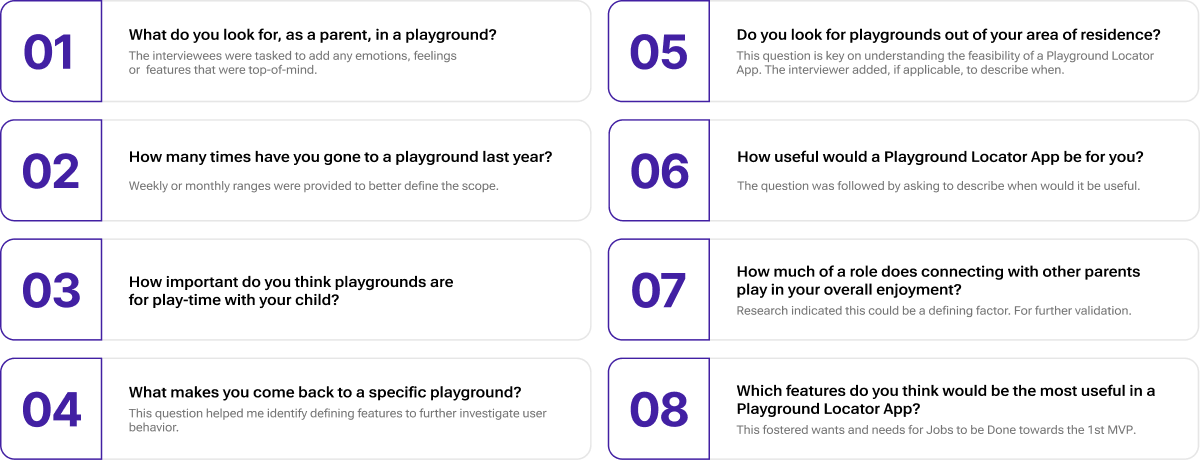 01
What do you look for, as a parent, in a playground?
The interviewees were tasked to add any emotions, feelings
or features that were top-of-mind.
02
How many times have you gone to a playground last year?
Weekly or monthly ranges were provided to better define the scope.
03
How important do you think playgrounds are
for play-time with your child?
04
What makes you come back to a specific playground?
This question helped me identify defining features to further investigate user
behavior.
05
Do you look for playgrounds out of your area of residence?
This question is key on understanding the feasibility of a Playground Locator
App. The interviewer added, if applicable, to describe when.
06
How useful would a Playground Locator App be for you?
The question was followed by asking to describe when would it be useful.
07
How much of a role does connecting with other parents
play in your overall enjoyment?
Research indicated this could be a defining factor. For further validation.
08
Which features do you think would be the most useful in a
Playground Locator App?
This fostered wants and needs for Jobs to be Done towards the 1st MVP.